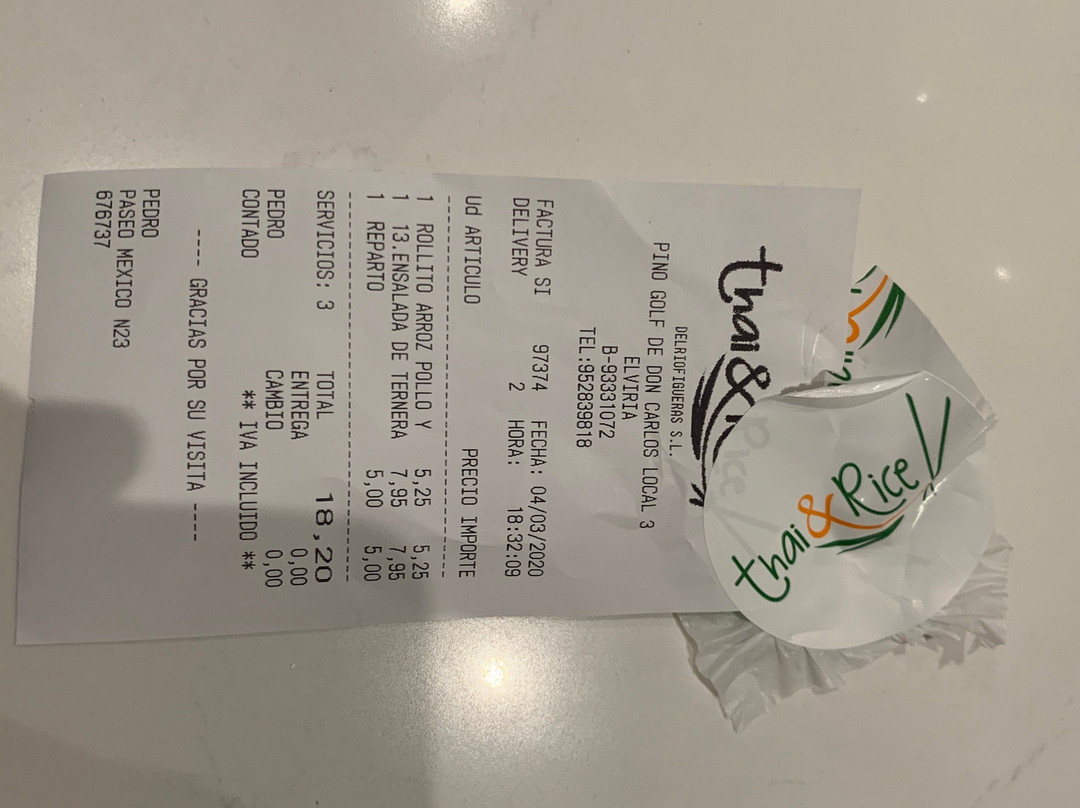 thai&
Rice
DELRIOFIGUERAS S.L.
PINO GOLF DE DON CARLOS LOCAL 3
ELVIRIA
B-93331072
TEL:952839818
FACTURA SI 97374 FECHA: 04/03/2020
DELIVERY 2 HORA: 18:32:09
Ud ARTICULO PRECIO IMPORTE
1 ROLLITO ARROZ POLLO Y 5,25 5,25
1 13.ENSALADA DE TERNERA 7,95 7,95
1 REPARTO 5,00 5,00
SERVICIOS: 3 TOTAL 18,20
ENTREGA 0,00
PEDRO CAMBIO 0,00
CONTADO ** IVA INCLUIDO **
---- GRACIAS POR SU VISITA ----
PEDRO
PASEO MEXICO N23
676737
thai&Rice